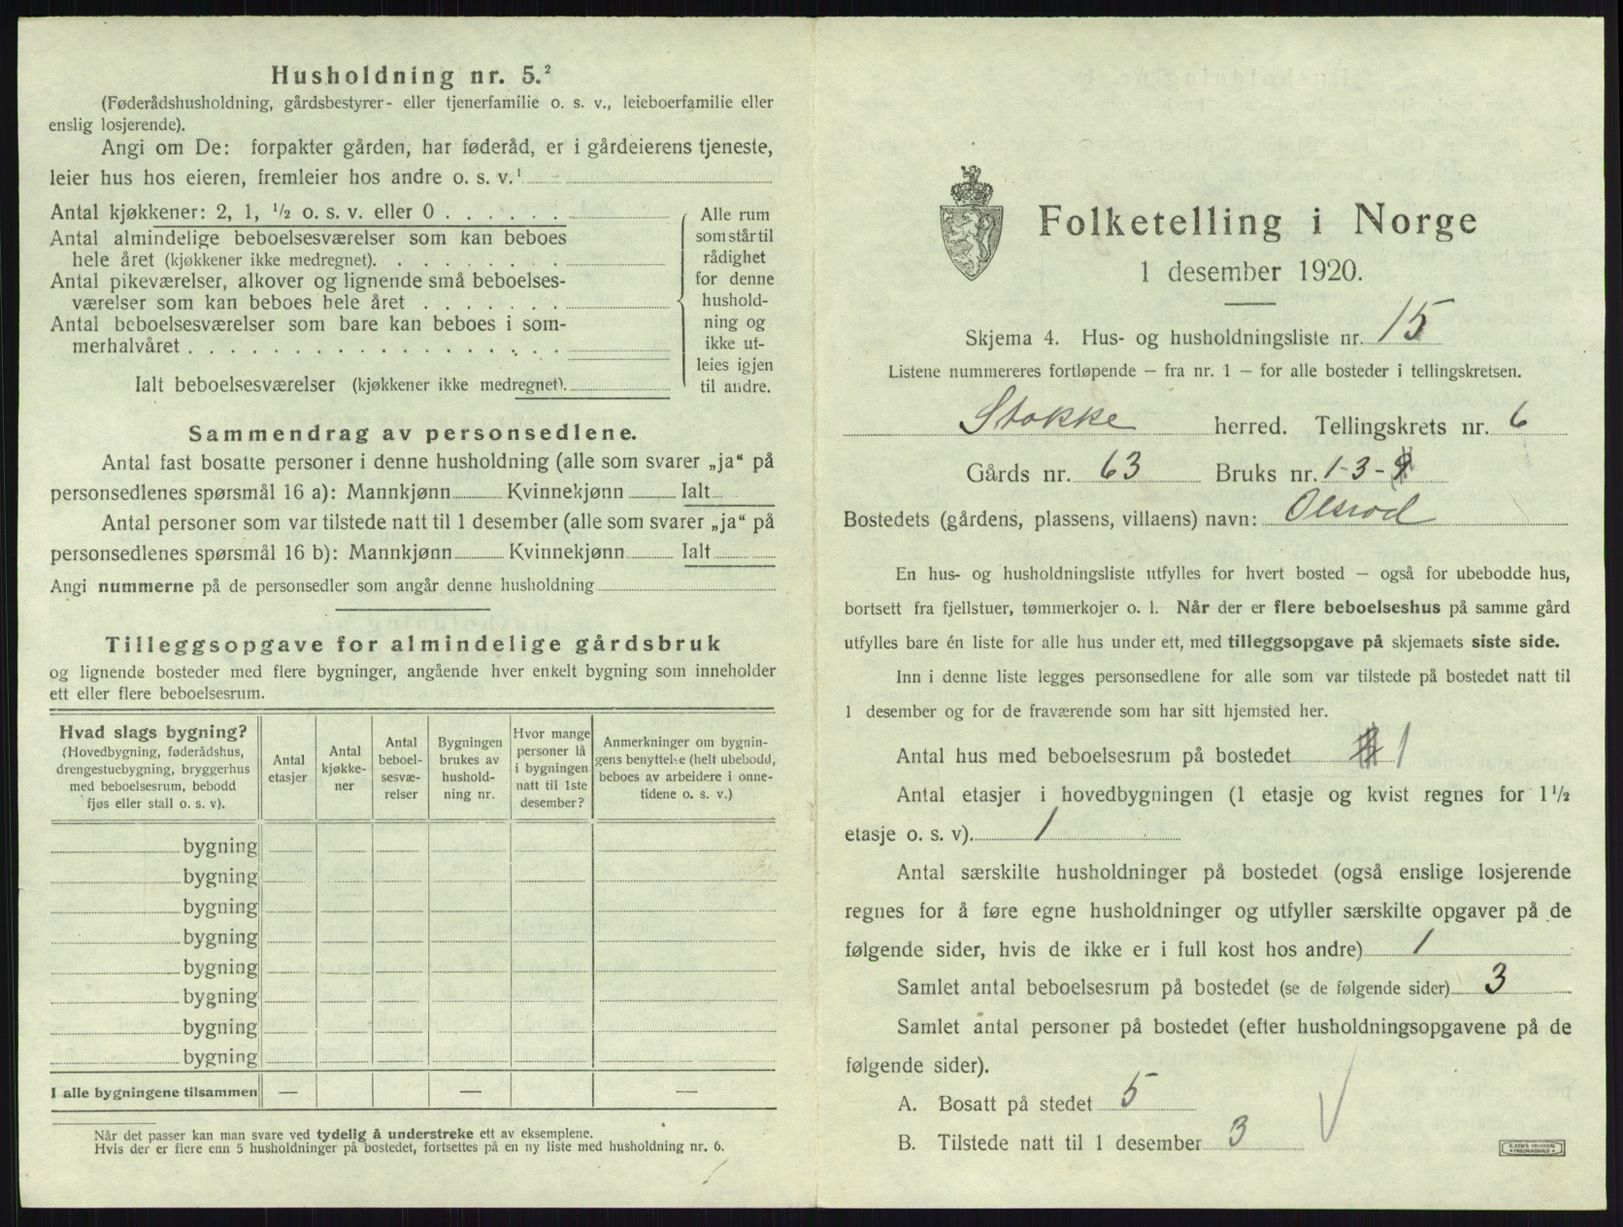 Husholdning nr. 5.²
(Føderådshusholdning, gårdsbestyrer- eller tjenerfamilie o. s. v., leieboerfamilie eller
enslig losjerende).
Angi om De: forpakter gården, har føderåd, er i gårdeierens tjeneste,
leier hus hos eieren, fremleier hos andre o. s. v.¹
Antal kjøkkener: 2, 1, ½ o. s. v. eller 0 . . . . . .
Antal almindelige beboelsesværelser som kan beboes
hele året (kjøkkener ikke medregnet). . . . . . . .
Antal pikeværelser, alkover og lignende små beboelses-
værelser som kan beboes hele året . . . . . . .
Antal beboelsesværelser som bare kan beboes i som-
merhalvåret . . . . . . . . . . . . . . . . . .
Ialt beboelsesværelser (kjøkkener ikke medregnet).
Alle rum
som står til
rådighet
for denne
hushold-
ning og
ikke ut-
leies igjen
til andre.
Sammendrag av personsedlene.
Antal fast bosatte personer i denne husholdning (alle som svarer „ja“ på
personsedlenes spørsmål 16 a): Mannkjønn Kvinnekjønn Ialt
Antal personer som var tilstede natt til 1 desember (alle som svarer „ja“ på
personsedlenes spørsmål 16 b): Mannkjønn Kvinnekjønn Ialt
Angi nummerne på de personsedler som angår denne husholdning
Tilleggsopgave for almindelige gårdsbruk
og lignende bosteder med flere bygninger, angående hver enkelt bygning som inneholder
ett eller flere beboelsesrum.
Hvad slags bygning?
(Hovedbygning, føderådshus,
drengestuebygning, bryggerhus
med beboelsesrum, bebodd
fjøs eller stall o. s. v).
Antal
etasjer
Antal
kjøkke-
ner
Antal
beboel-
sesvæ-
relser
Bygningen
brukes av
hushold-
ning nr.
Hvor mange
personer lå
i bygningen
natt til 1ste
desember?
Anmerkninger om bygnin-
gens benyttelse (helt ubebodd,
beboes av arbeidere i onne-
tidene o. s. v.)
bygning
bygning
bygning
bygning
bygning
bygning
bygning
bygning
I alle bygningene tilsammen — — —
Når det passer kan man svare ved tydelig å understreke ett av eksemplene.
Hvis der er flere enn 5 husholdninger på bostedet, fortsettes på en ny liste med husholdning nr. 6.
Folketelling i Norge
1 desember 1920.
Skjema 4. Hus- og husholdningsliste nr. 15
Listene nummereres fortløpende — fra nr. 1 — for alle bosteder i tellingskretsen.
Stokke herred. Tellingskrets nr. 6
Gårds nr. 63 Bruks nr. 1-3-
Bostedets (gårdens, plassens, villaens) navn: Olsrød
En hus- og husholdningsliste utfylles for hvert bosted — også for ubebodde hus,
bortsett fra fjellstuer, tømmerkojer o. l. Når der er flere beboelseshus på samme gård
utfylles bare én liste for alle hus under ett, med tilleggsopgave på skjemaets siste side.
Inn i denne liste legges personsedlene for alle som var tilstede på bostedet natt til
1 desember og for de fraværende som har sitt hjemsted her.
Antal hus med beboelsesrum på bostedet 1
Antal etasjer i hovedbygningen (1 etasje og kvist regnes for 1½
etasje o. s. v). 1
Antal særskilte husholdninger på bostedet (også enslige losjerende
regnes for å føre egne husholdninger og utfyller særskilte opgaver på de
følgende sider, hvis de ikke er i full kost hos andre) 1
Samlet antal beboelsesrum på bostedet (se de følgende sider) 3
Samlet antal personer på bostedet (efter husholdningsopgavene på de
følgende sider).
A. Bosatt på stedet 5
B. Tilstede natt til 1 desember 3